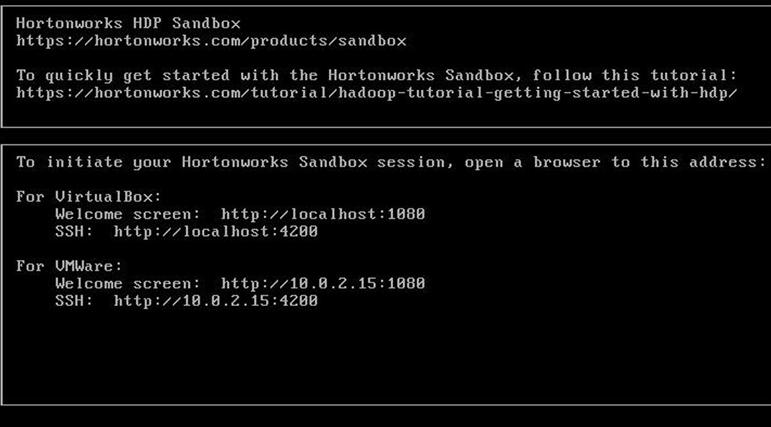 Hortonworks HDP Sandbox
https://hortonworks.com/products/sandbox
To quickly get started with the Hortonworks Sandbox, follow this tutorial:
https://hortonworks.com/tutorial/hadoop-tutorial-getting-started-with-hdp/
To initiate your Hortonworks Sandbox session, open a browser to this address:
For VirtualBox:
Welcome screen: http://localhost:1080
SSH: http://localhost:4200
For VMWare:
Welcome screen: http://10.0.2.15:1080
SSH: http://10.0.2.15:4200